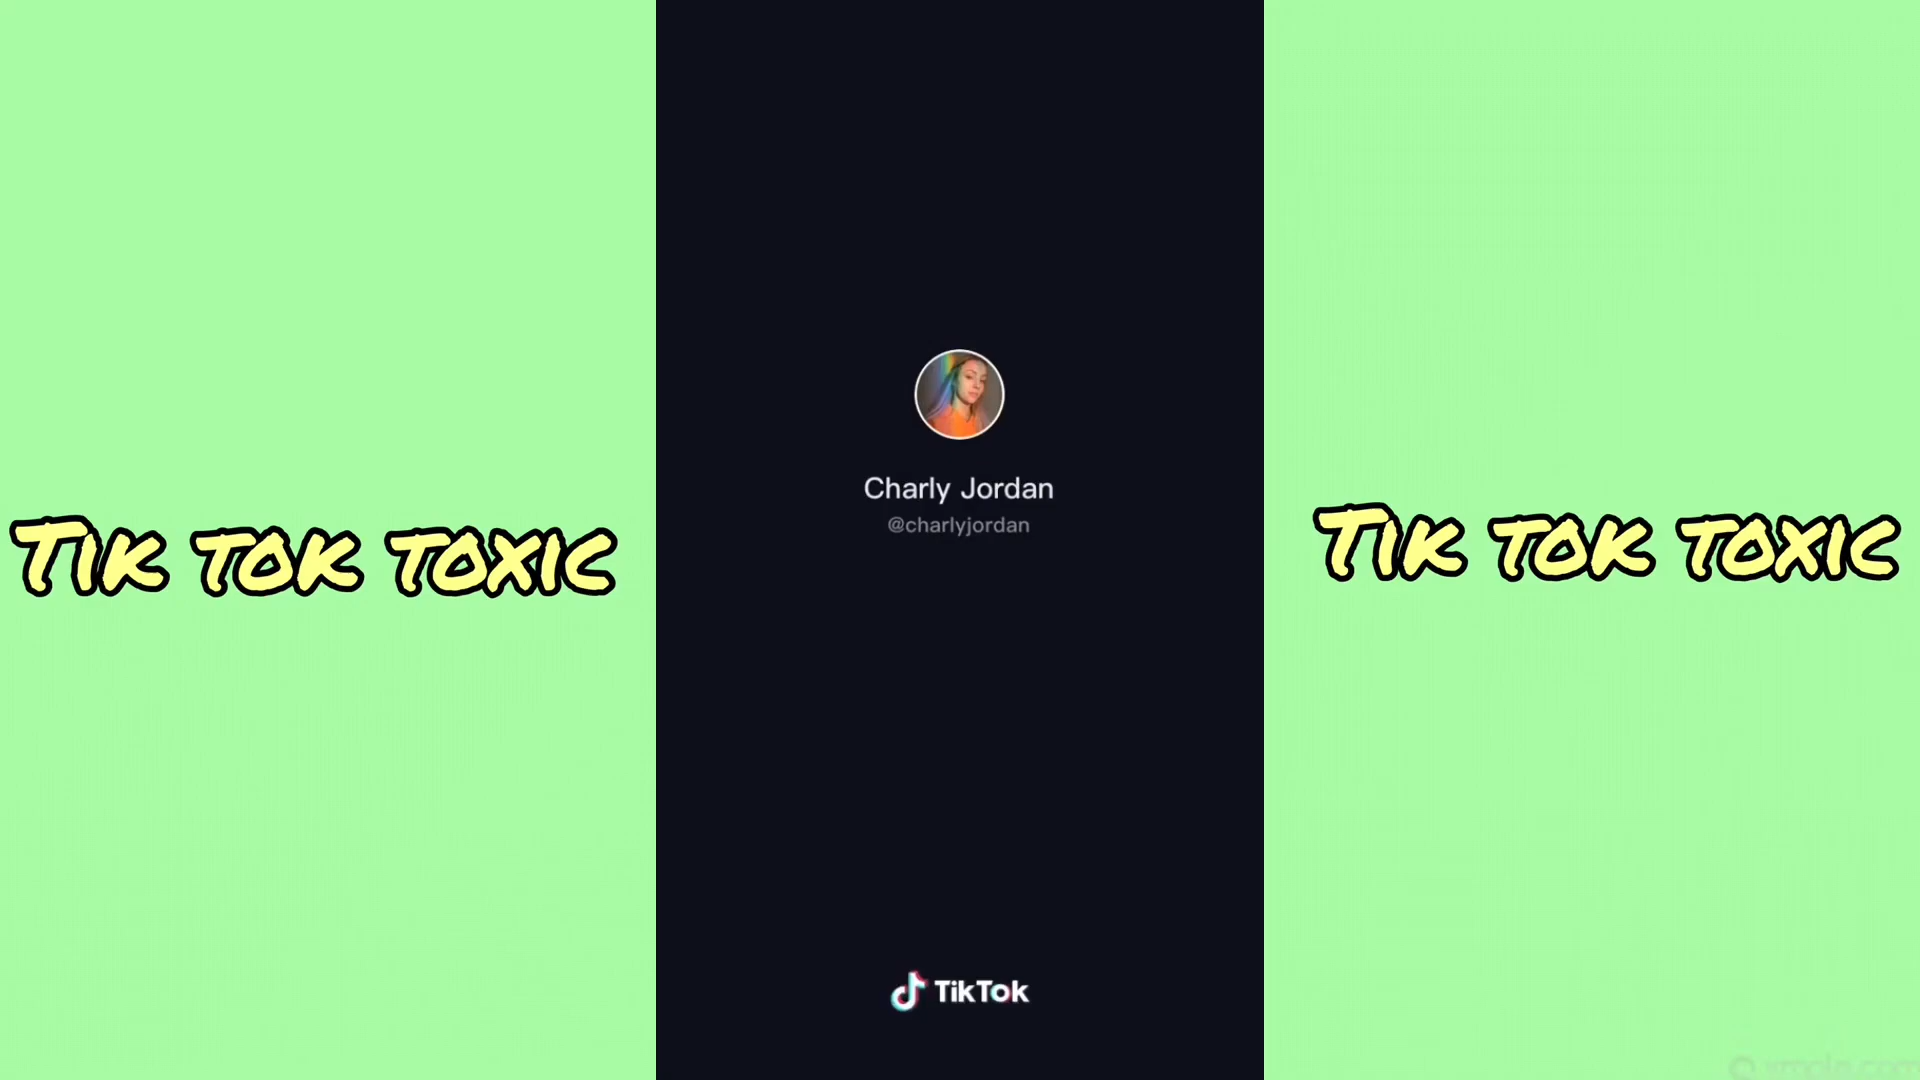 Tik tok toxic
Charly Jordan
@charlyjordan
Tik tok toxic
TikTok